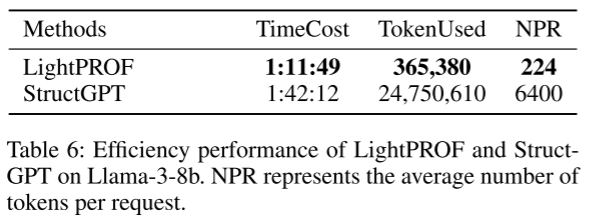 Methods TimeCost TokenUsed NPR
LightPROF 1:11:49 365,380 224
StructGPT 1:42:12 24,750,610 6400
Table 6: Efficiency performance of LightPROF and Struct-
GPT on Llama-3-8b. NPR represents the average number of
tokens per request.